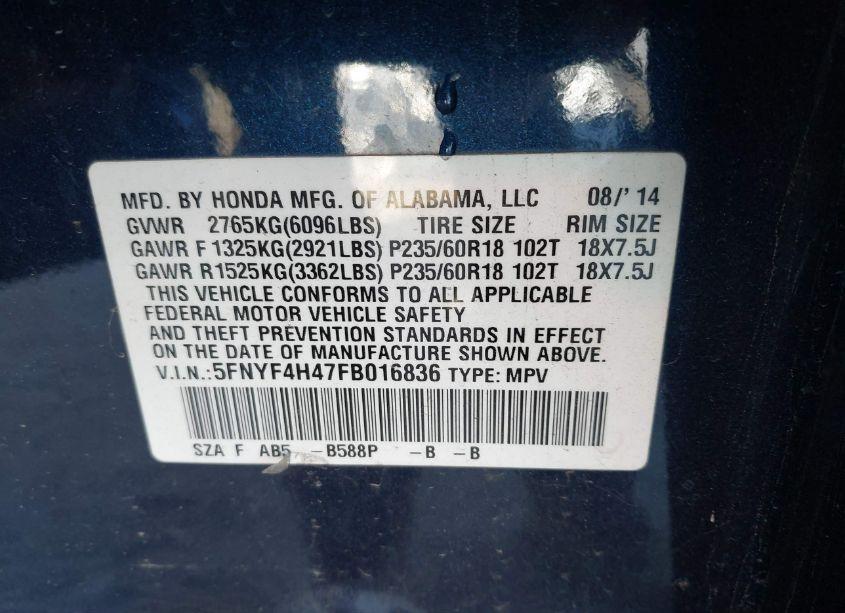 MFD. BY HONDA MFG. OF ALABAMA, LLC 08/' 14
GVWR 2765KG(6096LBS) TIRE SIZE RIM SIZE
GAWR F 1325KG(2921LBS) P235/60R18 102T 18X7.5J
GAWR R1525KG(3362LBS) P235/60R18 102T 18X7.5J
THIS VEHICLE CONFORMS TO ALL APPLICABLE
FEDERAL MOTOR VEHICLE SAFETY
AND THEFT PREVENTION STANDARDS IN EFFECT
ON THE DATE OF MANUFACTURE SHOWN ABOVE.
V.I.N.:5FNYF4H47FB016836 TYPE: MPV
SZA F AB5 -B588P -B -B